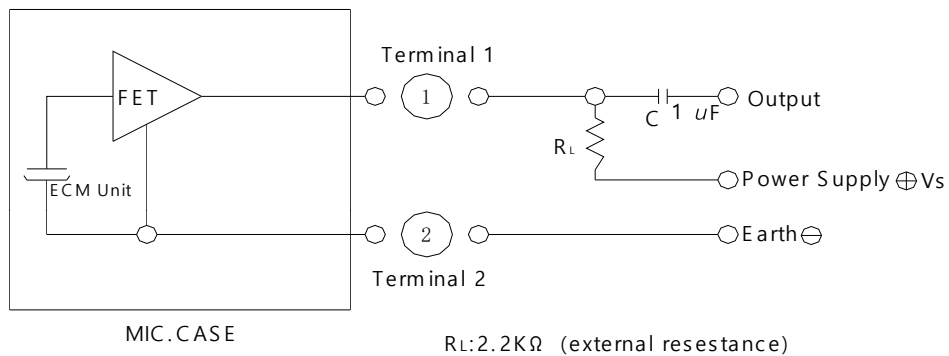 Terminal 1
FET
1
Output
C 1 uF
RL
ECM Unit
Power Supply ⊕ Vs
2
Earth ⊖
Terminal 2
MIC.CASE
RL:2.2KΩ (external resestance)